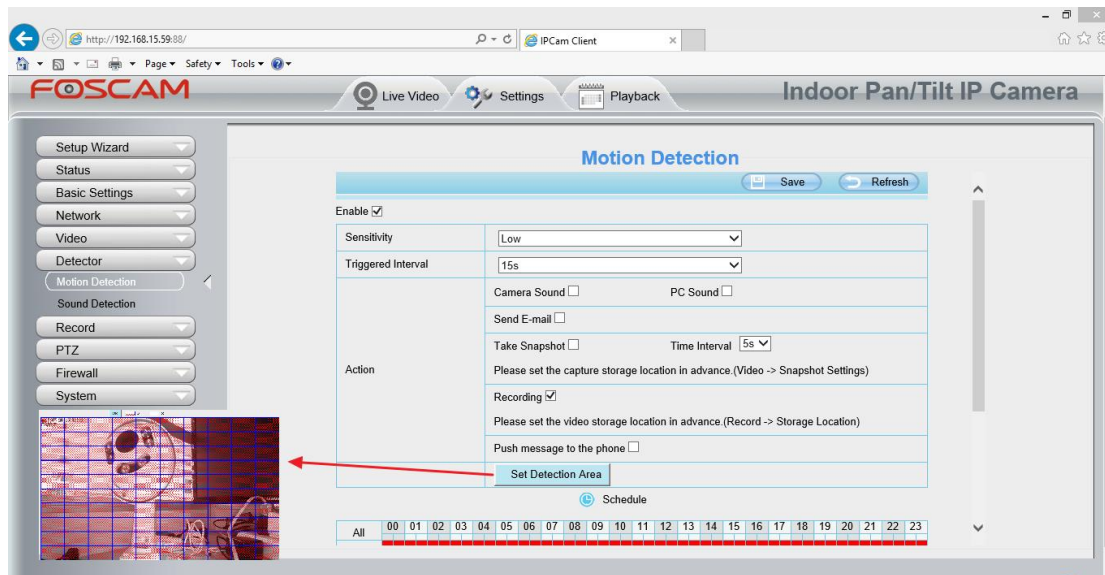 http://192.168.15.59:88/
IPCam Client
Page Safety Tools
FOSCAM
Live Video
Settings
Playback
Indoor Pan/Tilt IP Camera
Setup Wizard
Status
Basic Settings
Network
Video
Detector
Motion Detection
Sound Detection
Record
PTZ
Firewall
System
Motion Detection
Save Refresh
Enable
Sensitivity Low
Triggered Interval 15s
Action
Camera Sound PC Sound
Send E-mail
Take Snapshot Time Interval 5s
Please set the capture storage location in advance.(Video -> Snapshot Settings)
Recording
Please set the video storage location in advance.(Record -> Storage Location)
Push message to the phone
Set Detection Area
Schedule
All 00 01 02 03 04 05 06 07 08 09 10 11 12 13 14 15 16 17 18 19 20 21 22 23